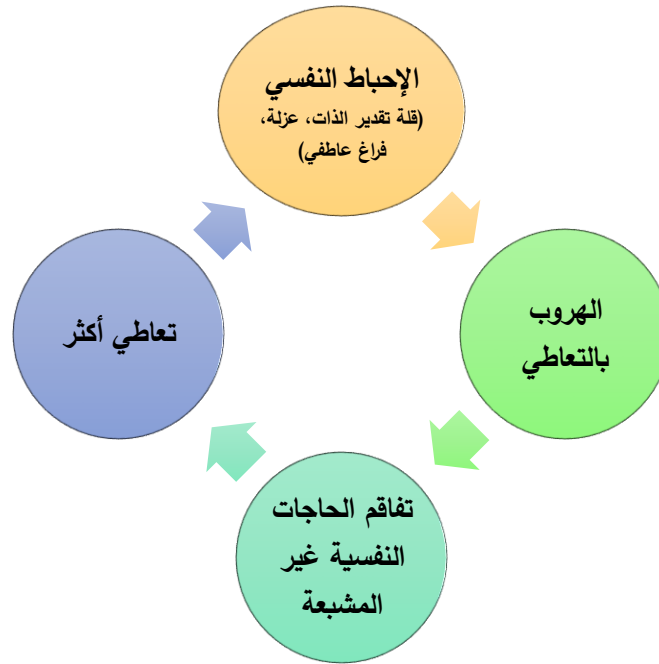 الإحباط النفسي
(قلة تقدير الذات، عزلة،
فراغ عاطفي)
الهروب
بالتعاطي
تفاقم الحاجات
النفسية غير
المشبعة
تعاطي أكثر